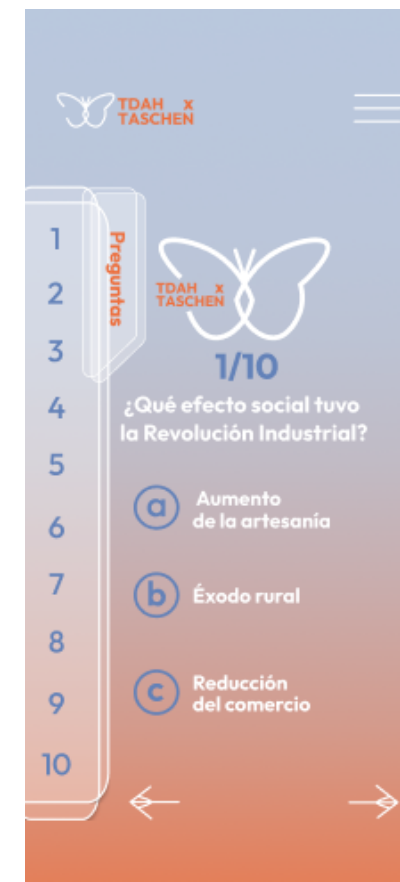 TDAH x
TASCHEN
1
2
3
4
5
6
7
8
9
10
Preguntas
TDAH x
TASCHEN
1/10
¿Qué efecto social tuvo
la Revolución Industrial?
a
Aumento
de la artesanía
b
Éxodo rural
c
Reducción
del comercio